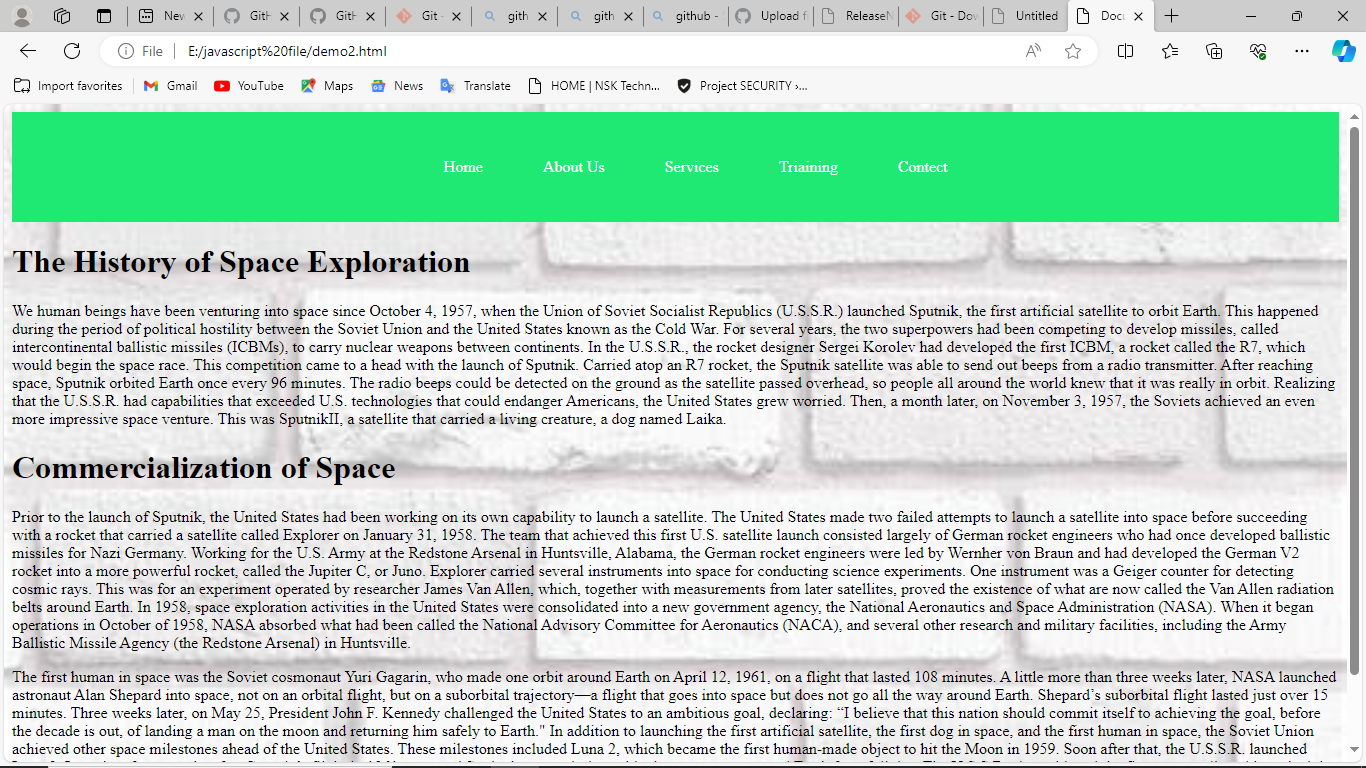 New
GitH
GitH
Git -
gith
gith
github -
Upload f
ReleaseN
Git - Dow
Untitled
Docu
File
E:/javascript%20file/demo2.html
Import favorites
Gmail
YouTube
Maps
News
Translate
HOME | NSK Techn...
Project SECURITY ›...
Home About Us Services Triaining Contect
The History of Space Exploration
We human beings have been venturing into space since October 4, 1957, when the Union of Soviet Socialist Republics (U.S.S.R.) launched Sputnik, the first artificial satellite to orbit Earth. This happened
during the period of political hostility between the Soviet Union and the United States known as the Cold War. For several years, the two superpowers had been competing to develop missiles, called
intercontinental ballistic missiles (ICBMs), to carry nuclear weapons between continents. In the U.S.S.R., the rocket designer Sergei Korolev had developed the first ICBM, a rocket called the R7, which
would begin the space race. This competition came to a head with the launch of Sputnik. Carried atop an R7 rocket, the Sputnik satellite was able to send out beeps from a radio transmitter. After reaching
space, Sputnik orbited Earth once every 96 minutes. The radio beeps could be detected on the ground as the satellite passed overhead, so people all around the world knew that it was really in orbit. Realizing
that the U.S.S.R. had capabilities that exceeded U.S. technologies that could endanger Americans, the United States grew worried. Then, a month later, on November 3, 1957, the Soviets achieved an even
more impressive space venture. This was SputnikII, a satellite that carried a living creature, a dog named Laika.
Commercialization of Space
Prior to the launch of Sputnik, the United States had been working on its own capability to launch a satellite. The United States made two failed attempts to launch a satellite into space before succeeding
with a rocket that carried a satellite called Explorer on January 31, 1958. The team that achieved this first U.S. satellite launch consisted largely of German rocket engineers who had once developed ballistic
missiles for Nazi Germany. Working for the U.S. Army at the Redstone Arsenal in Huntsville, Alabama, the German rocket engineers were led by Wernher von Braun and had developed the German V2
rocket into a more powerful rocket, called the Jupiter C, or Juno. Explorer carried several instruments into space for conducting science experiments. One instrument was a Geiger counter for detecting
cosmic rays. This was for an experiment operated by researcher James Van Allen, which, together with measurements from later satellites, proved the existence of what are now called the Van Allen radiation
belts around Earth. In 1958, space exploration activities in the United States were consolidated into a new government agency, the National Aeronautics and Space Administration (NASA). When it began
operations in October of 1958, NASA absorbed what had been called the National Advisory Committee for Aeronautics (NACA), and several other research and military facilities, including the Army
Ballistic Missile Agency (the Redstone Arsenal) in Huntsville.
The first human in space was the Soviet cosmonaut Yuri Gagarin, who made one orbit around Earth on April 12, 1961, on a flight that lasted 108 minutes. A little more than three weeks later, NASA launched
astronaut Alan Shepard into space, not on an orbital flight, but on a suborbital trajectory—a flight that goes into space but does not go all the way around Earth. Shepard’s suborbital flight lasted just over 15
minutes. Three weeks later, on May 25, President John F. Kennedy challenged the United States to an ambitious goal, declaring: “I believe that this nation should commit itself to achieving the goal, before
the decade is out, of landing a man on the moon and returning him safely to Earth." In addition to launching the first artificial satellite, the first dog in space, and the first human in space, the Soviet Union
achieved other space milestones ahead of the United States. These milestones included Luna 2, which became the first human-made object to hit the Moon in 1959. Soon after that, the U.S.S.R. launched